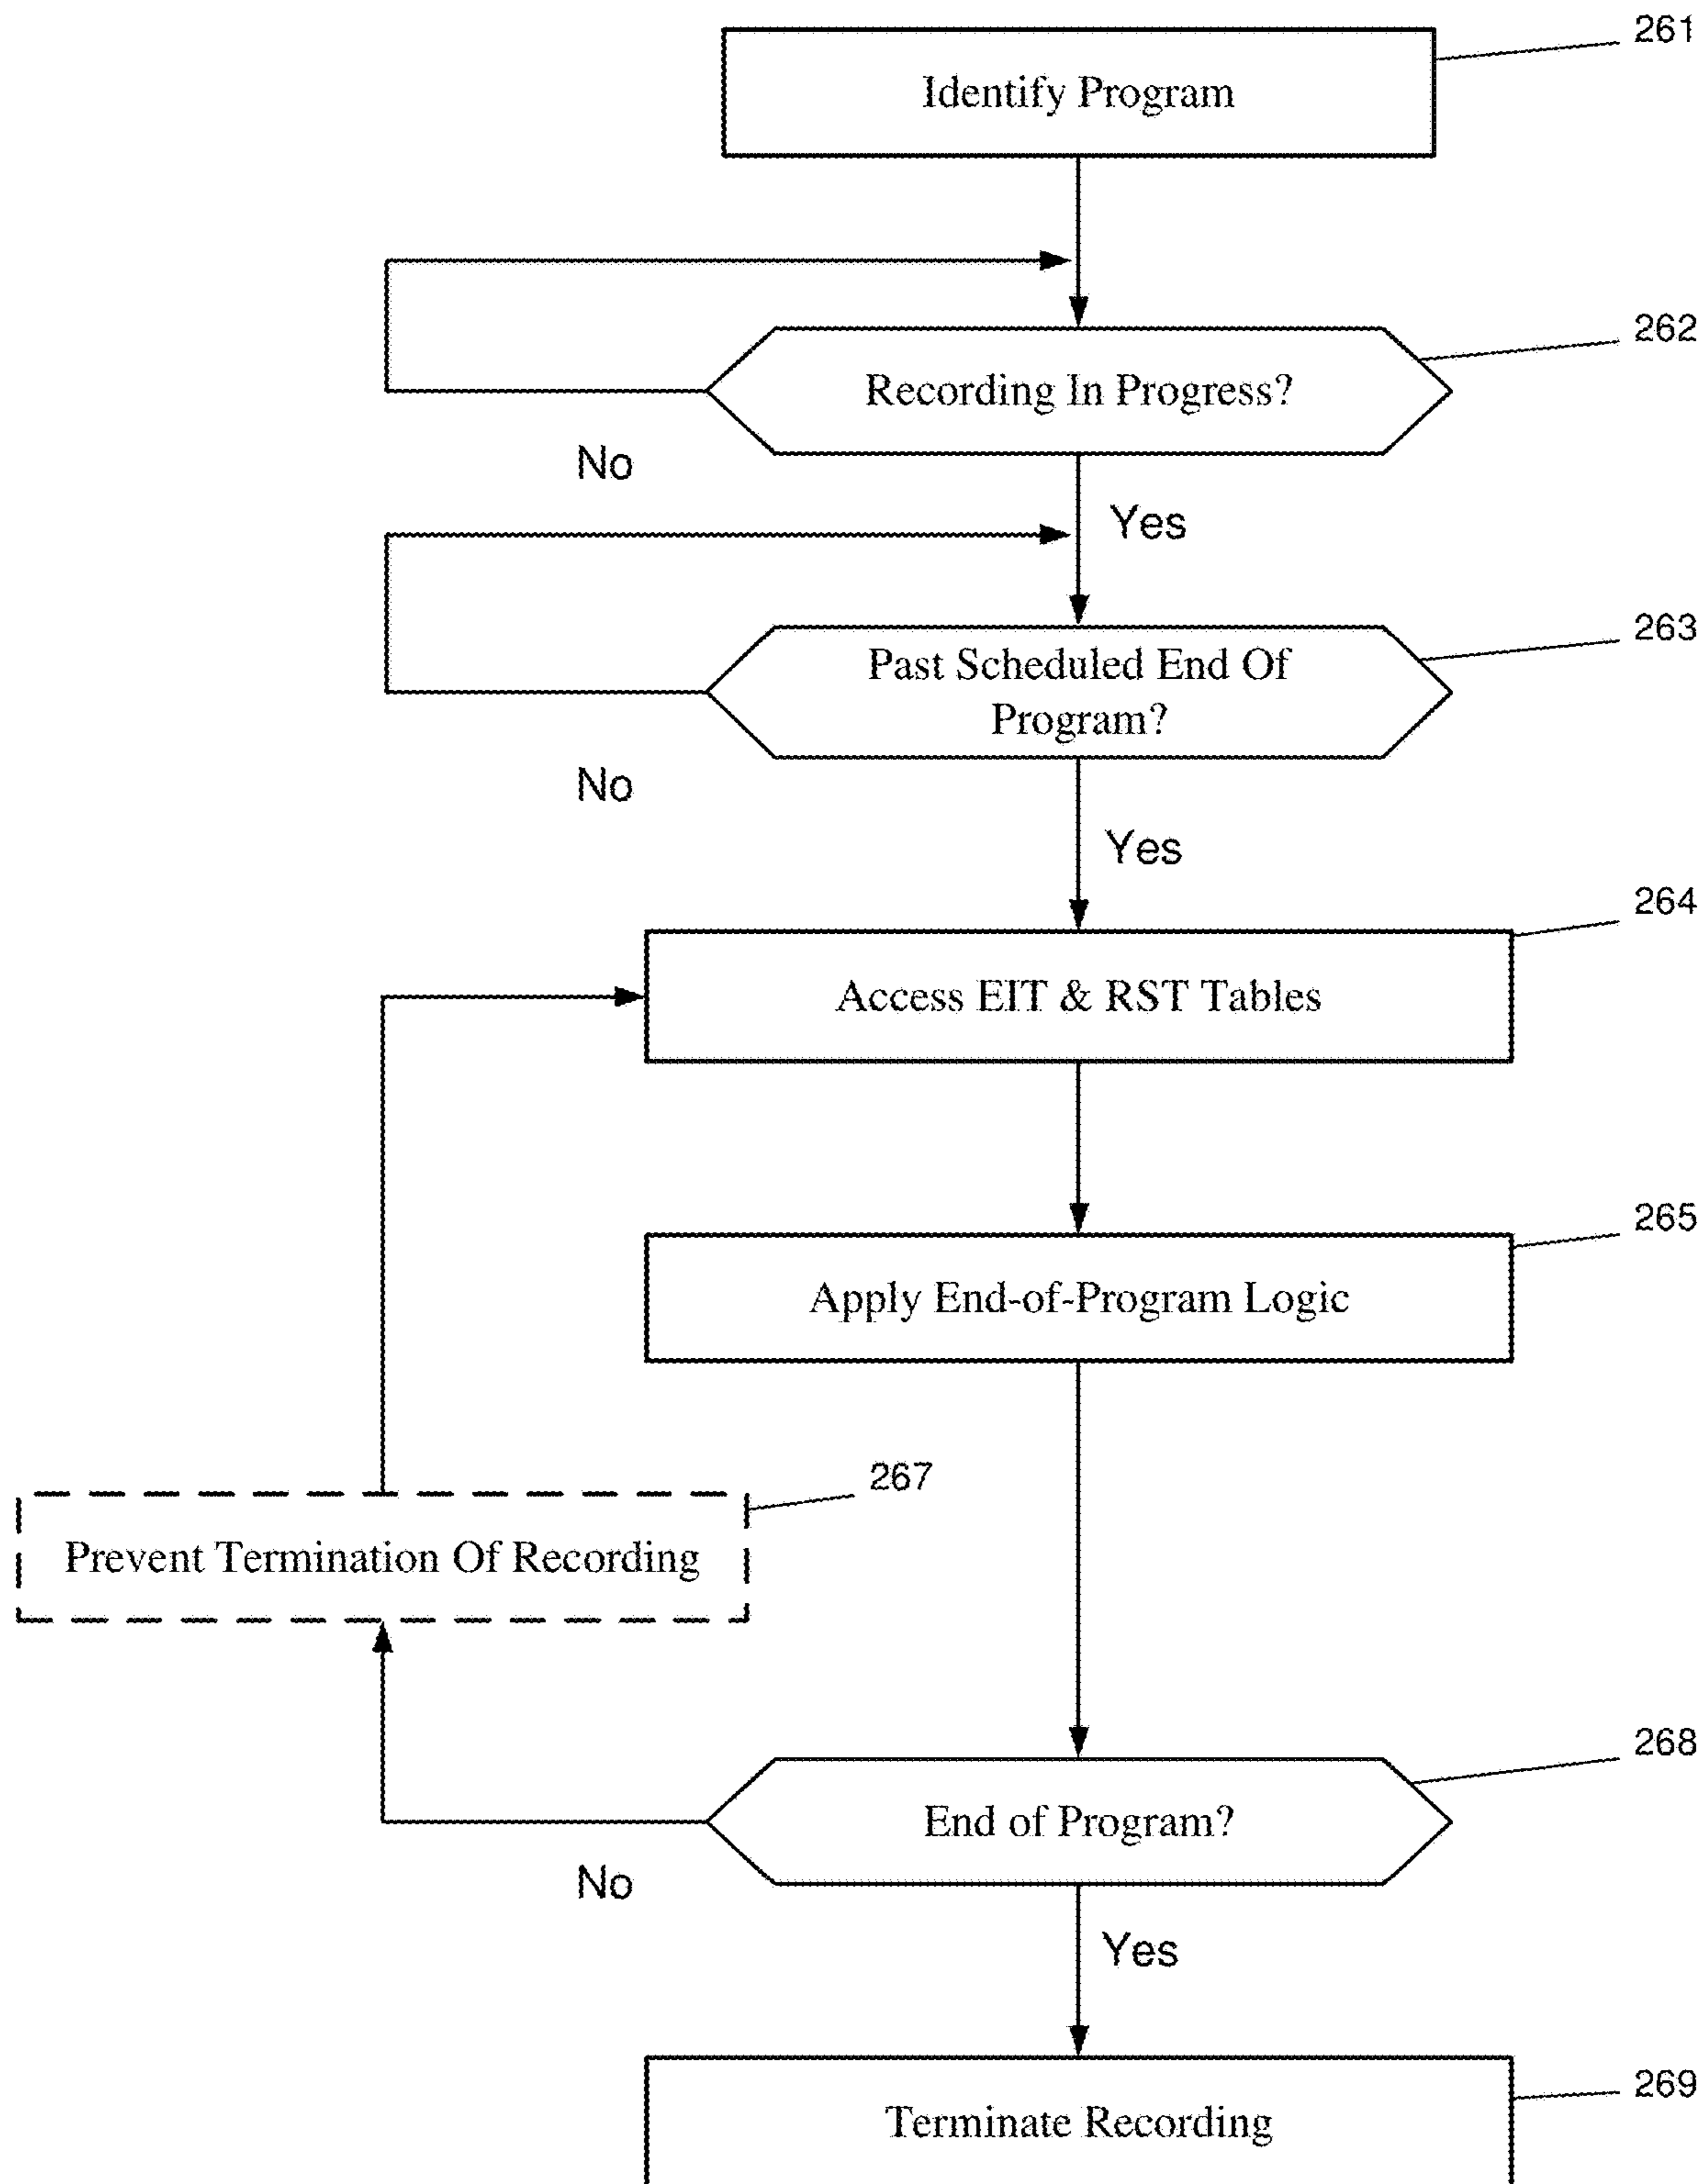 261
Identify Program
262
Recording In Progress?
No
Yes
263
Past Scheduled End Of
Program?
No
Yes
264
Access EIT & RST Tables
265
Apply End-of-Program Logic
267
Prevent Termination Of Recording
268
End of Program?
No
Yes
269
Terminate Recording